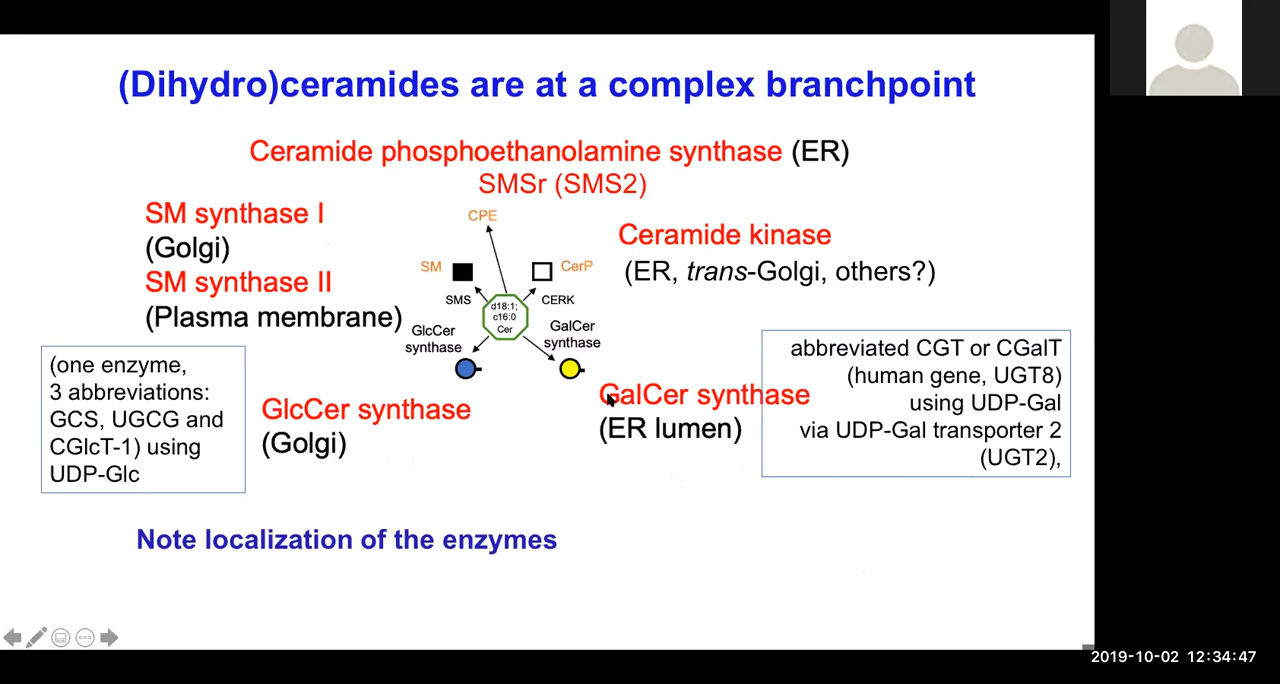 (Dihydro)ceramides are at a complex branchpoint
Ceramide phosphoethanolamine synthase (ER)
SMSr (SMS2)
SM synthase I
(Golgi)
SM synthase II
(Plasma membrane)
CPE
SM
CerP
SMS
CERK
d18:1;
c16:0
Cer
GlcCer
synthase
GalCer
synthase
Ceramide kinase
(ER, trans-Golgi, others?)
(one enzyme,
3 abbreviations:
GCS, UGCG and
CGlcT-1) using
UDP-Glc
GlcCer synthase
(Golgi)
GalCer synthase
(ER lumen)
abbreviated CGT or CGalT
(human gene, UGT8)
using UDP-Gal
via UDP-Gal transporter 2
(UGT2),
Note localization of the enzymes
2019-10-02 12:34:47